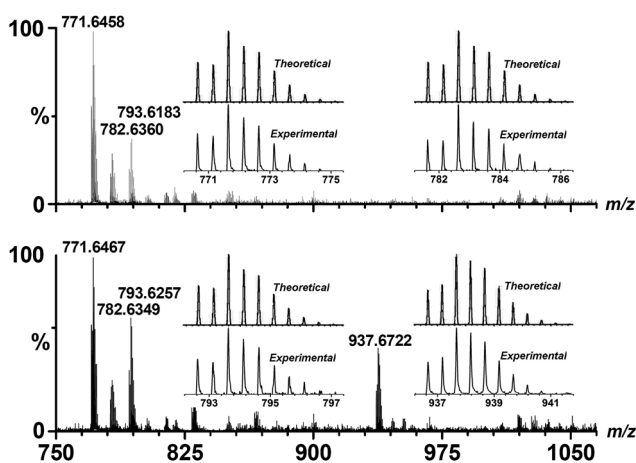 100
771.6458
793.6183
782.6360
%
0
Theoretical
Experimental
771 773 775
Theoretical
Experimental
782 784 786
m/z
100
771.6467
793.6257
782.6349
%
0
Theoretical
Experimental
793 795 797
937.6722
Theoretical
Experimental
937 939 941
m/z
750 825 900 975 1050